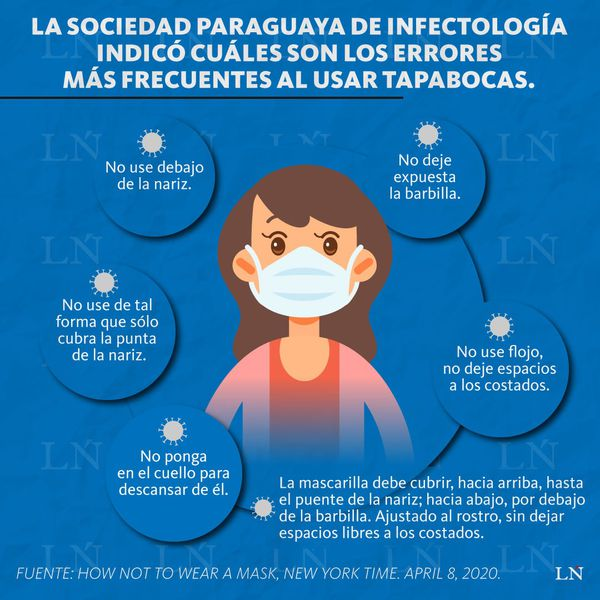 LA SOCIEDAD PARAGUAYA DE INFECTOLOGÍA
INDICÓ CUÁLES SON LOS ERRORES
MÁS FRECUENTES AL USAR TAPABOCAS.
No use debajo
de la nariz.
No deje
expuesta
la barbilla.
No use de tal
forma que sólo
cubra la punta
de la nariz.
No use flojo,
no deje espacios
a los costados.
No ponga
en el cuello para
descansar de él.
La mascarilla debe cubrir, hacia arriba, hasta
el puente de la nariz; hacia abajo, por debajo
de la barbilla. Ajustado al rostro, sin dejar
espacios libres a los costados.
FUENTE: HOW NOT TO WEAR A MASK, NEW YORK TIME. APRIL 8, 2020.
LÑ